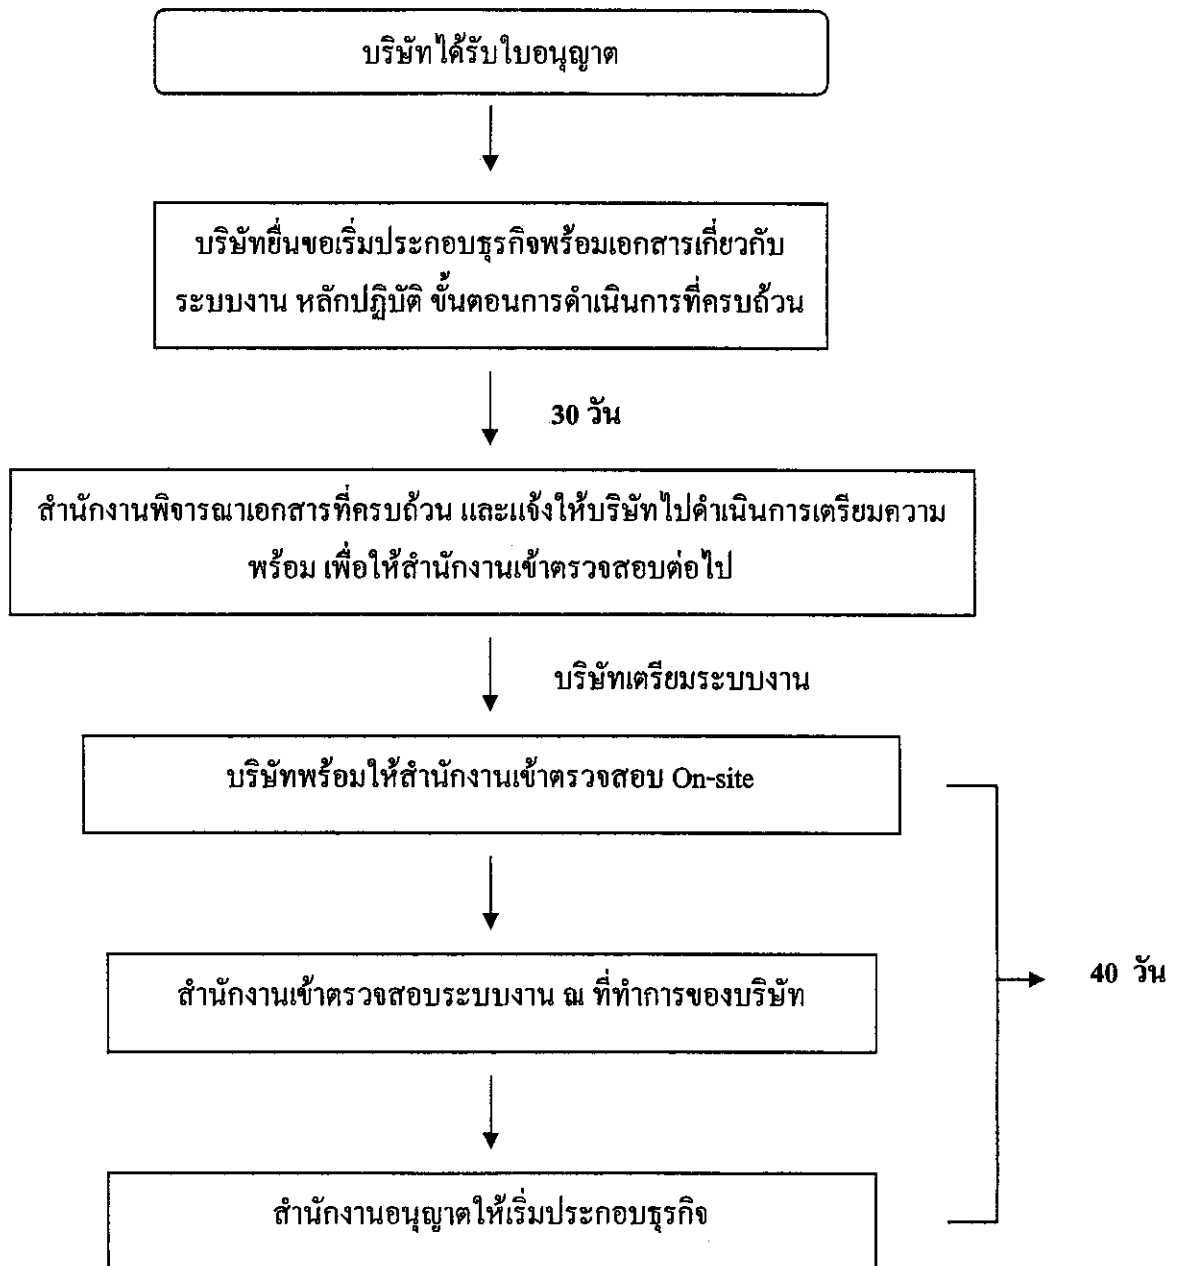 บริษัทได้รับใบอนุญาต
บริษัทยื่นขอเริ่มประกอบธุรกิจพร้อมเอกสารเกี่ยวกับ
ระบบงาน หลักปฏิบัติ ขั้นตอนการดำเนินการที่ครบถ้วน
30 วัน
สำนักงานพิจารณาเอกสารที่ครบถ้วน และแจ้งให้บริษัทไปดำเนินการเตรียมความ
พร้อม เพื่อให้สำนักงานเข้าตรวจสอบต่อไป
บริษัทเตรียมระบบงาน
บริษัทพร้อมให้สำนักงานเข้าตรวจสอบ On-site
40 วัน
สำนักงานเข้าตรวจสอบระบบงาน ณ ที่ทำการของบริษัท
สำนักงานอนุญาตให้เริ่มประกอบธุรกิจ